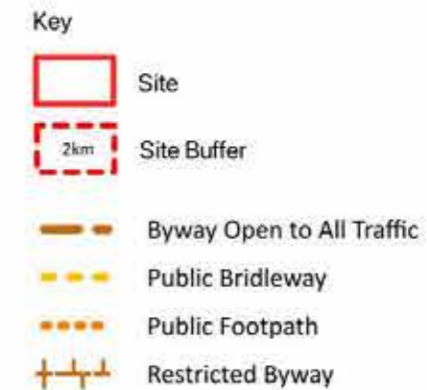 Key
Site
2km
Site Buffer
Byway Open to All Traffic
Public Bridleway
Public Footpath
Restricted Byway